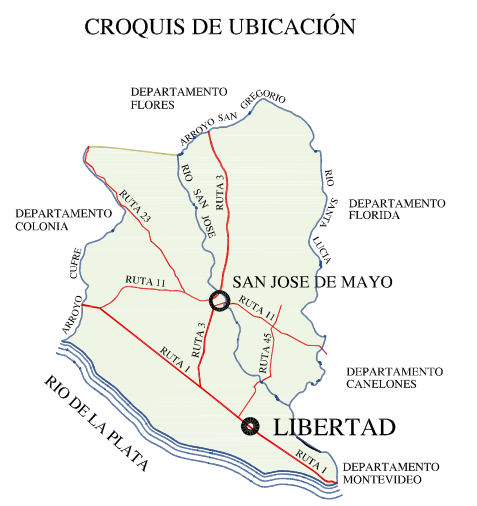 CROQUIS DE UBICACIÓN
DEPARTAMENTO
FLORES
ARROYO SAN GREGORIO
RIO SAN JOSE
RUTA 3
RIO SANTA LUCIA
DEPARTAMENTO
FLORIDA
RUTA 23
DEPARTAMENTO
COLONIA
ARROYO CUFRE
RUTA 11
SAN JOSE DE MAYO
RUTA 11
RUTA 3
RUTA 45
RUTA 1
DEPARTAMENTO
CANELONES
RIO DE LA PLATA
LIBERTAD
RUTA 1
DEPARTAMENTO
MONTEVIDEO